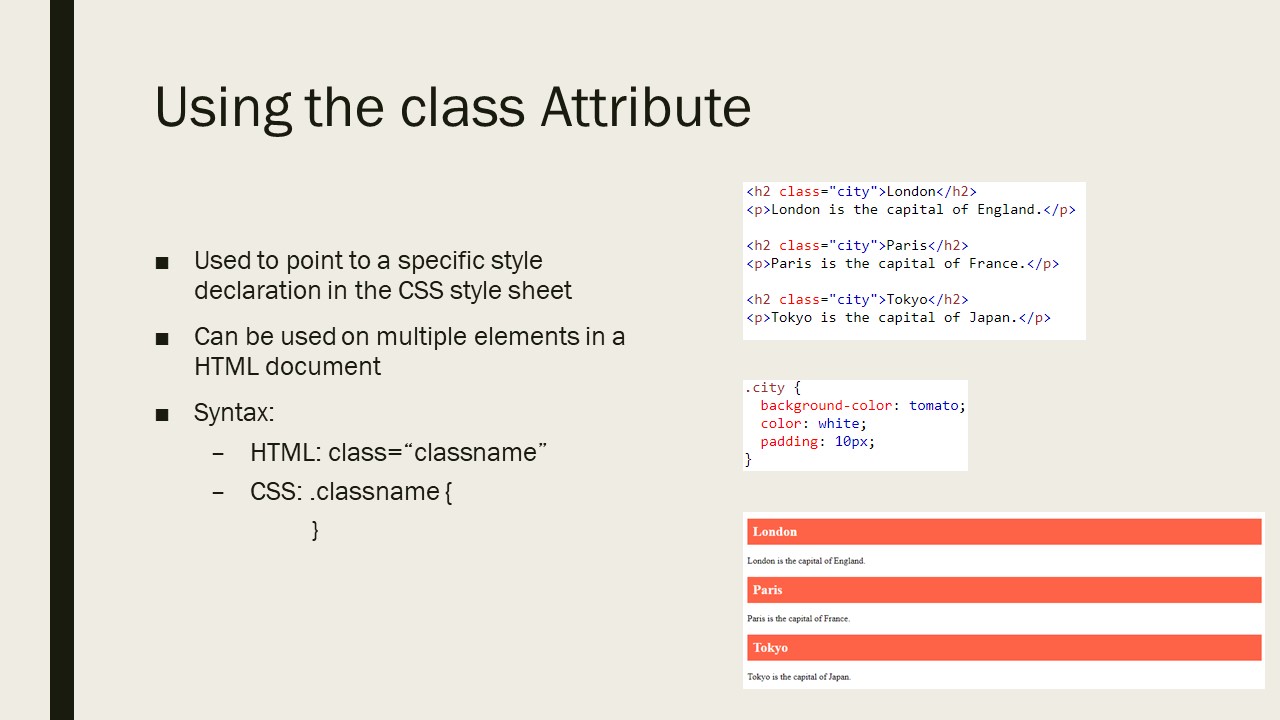 Using the class Attribute
■ Used to point to a specific style
declaration in the CSS style sheet
■ Can be used on multiple elements in a
HTML document
■ Syntax:
– HTML: class=“classname”
– CSS: .classname {
}
<h2 class="city">London</h2>
<p>London is the capital of England.</p>
<h2 class="city">Paris</h2>
<p>Paris is the capital of France.</p>
<h2 class="city">Tokyo</h2>
<p>Tokyo is the capital of Japan.</p>
.city {
background-color: tomato;
color: white;
padding: 10px;
}
London
London is the capital of England.
Paris
Paris is the capital of France.
Tokyo
Tokyo is the capital of Japan.